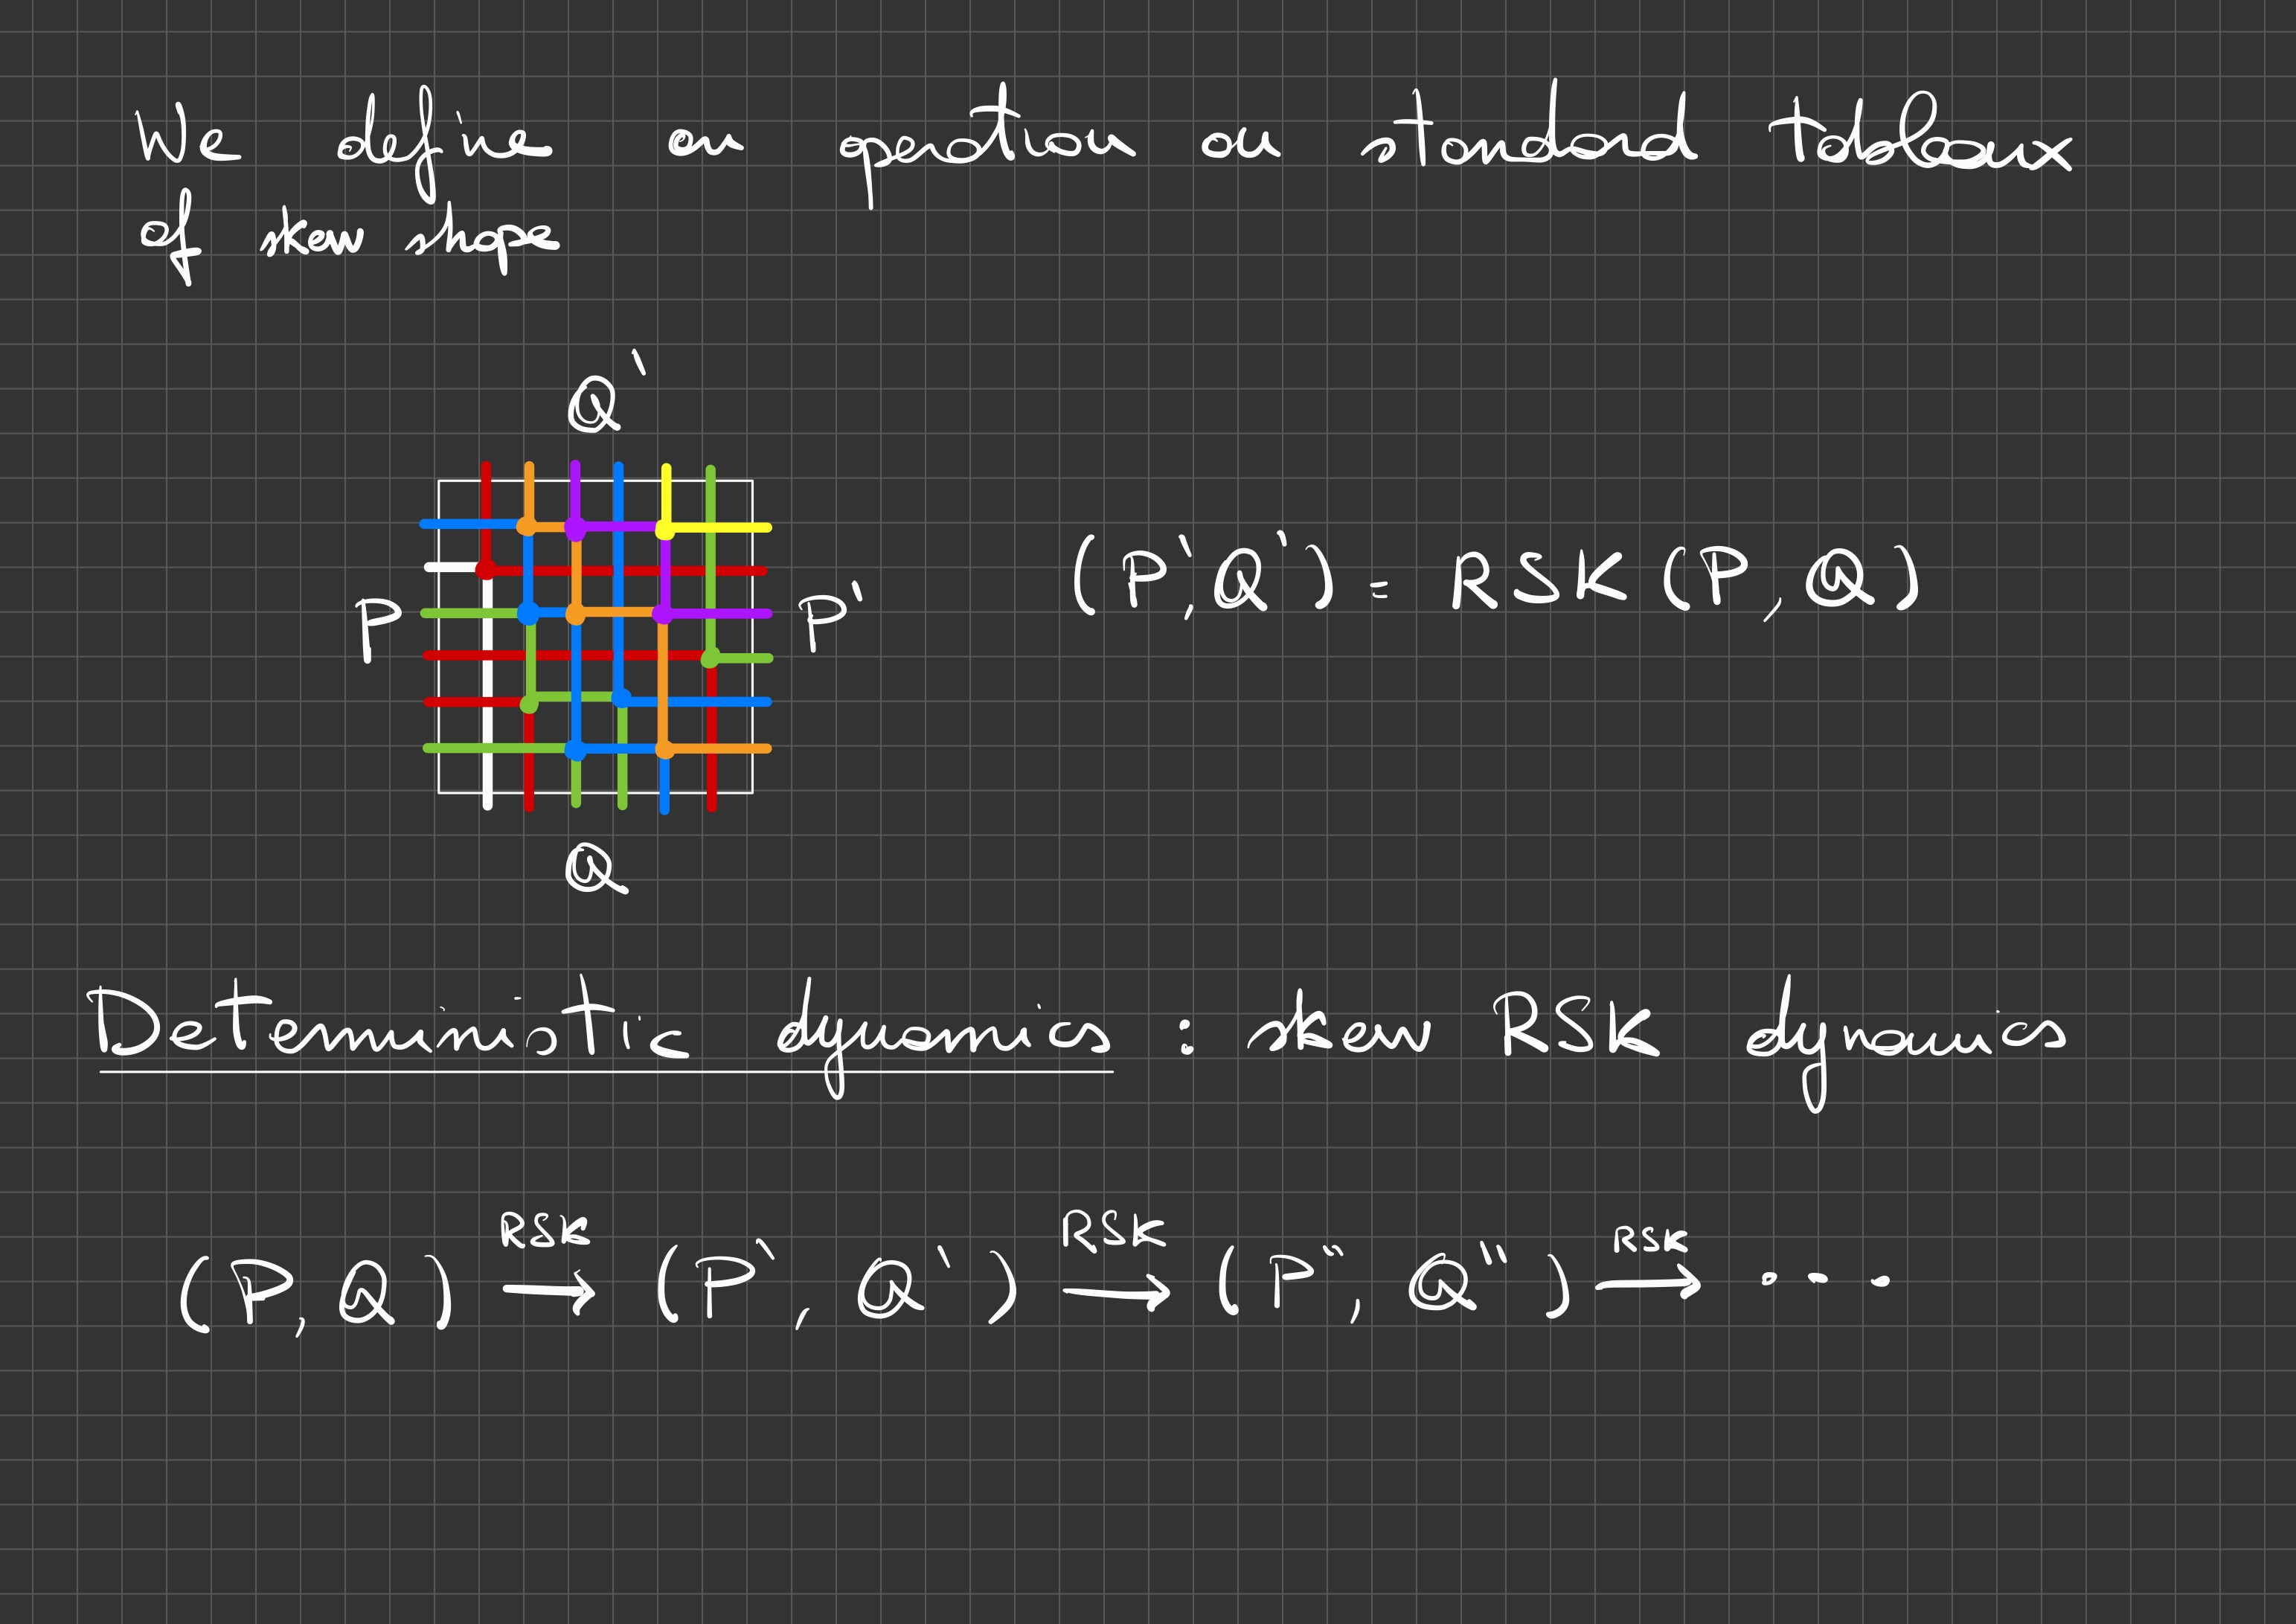 We define an operation on standard tableaux
of skew shape
Q'
P P'
(P', Q') = RSK (P, Q)
Q
Deterministic dynamics : skew RSK dynamics
RSK RSK RSK
(P, Q) → (P', Q') → (P'', Q'') → ...